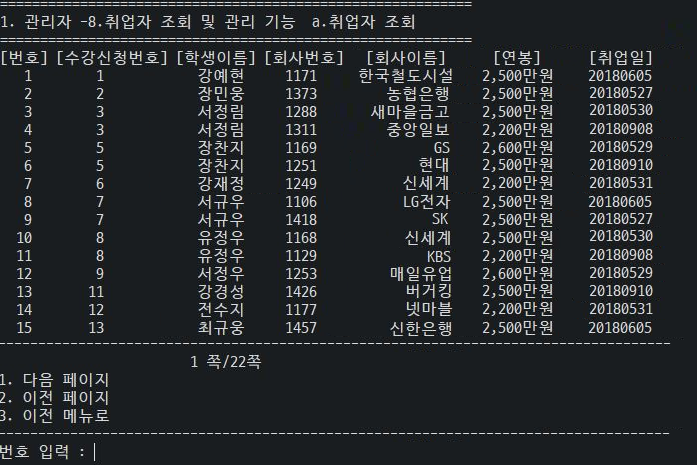 ================================================================
1. 관리자 -8.취업자 조회 및 관리 기능  a.취업자 조회
================================================================
[번호] [수강신청번호] [학생이름] [회사번호] [회사이름] [연봉] [취업일]
1 1 강예현 1171 한국철도시설 2,500만원 20180605
2 2 장민웅 1373 농협은행 2,200만원 20180527
3 3 서정림 1288 새마을금고 2,500만원 20180530
4 3 서정림 1311 중앙일보 2,200만원 20180908
5 5 장찬지 1169 GS 2,600만원 20180529
6 5 장찬지 1251 현대 2,500만원 20180910
7 6 강재정 1249 신세계 2,200만원 20180531
8 7 서규우 1106 LG전자 2,500만원 20180605
9 7 서규우 1418 SK 2,500만원 20180527
10 8 유정우 1168 신세계 2,500만원 20180530
11 8 유정우 1129 KBS 2,200만원 20180908
12 9 서정우 1253 매일유업 2,600만원 20180529
13 11 강경성 1426 버거킹 2,500만원 20180910
14 12 전수지 1177 넷마블 2,200만원 20180531
15 13 최규웅 1457 신한은행 2,500만원 20180605
--------------------------------------------------------------------------------
1 쪽/22쪽
1. 다음 페이지
2. 이전 페이지
3. 이전 메뉴로
--------------------------------------------------------------------------------
번호 입력 :